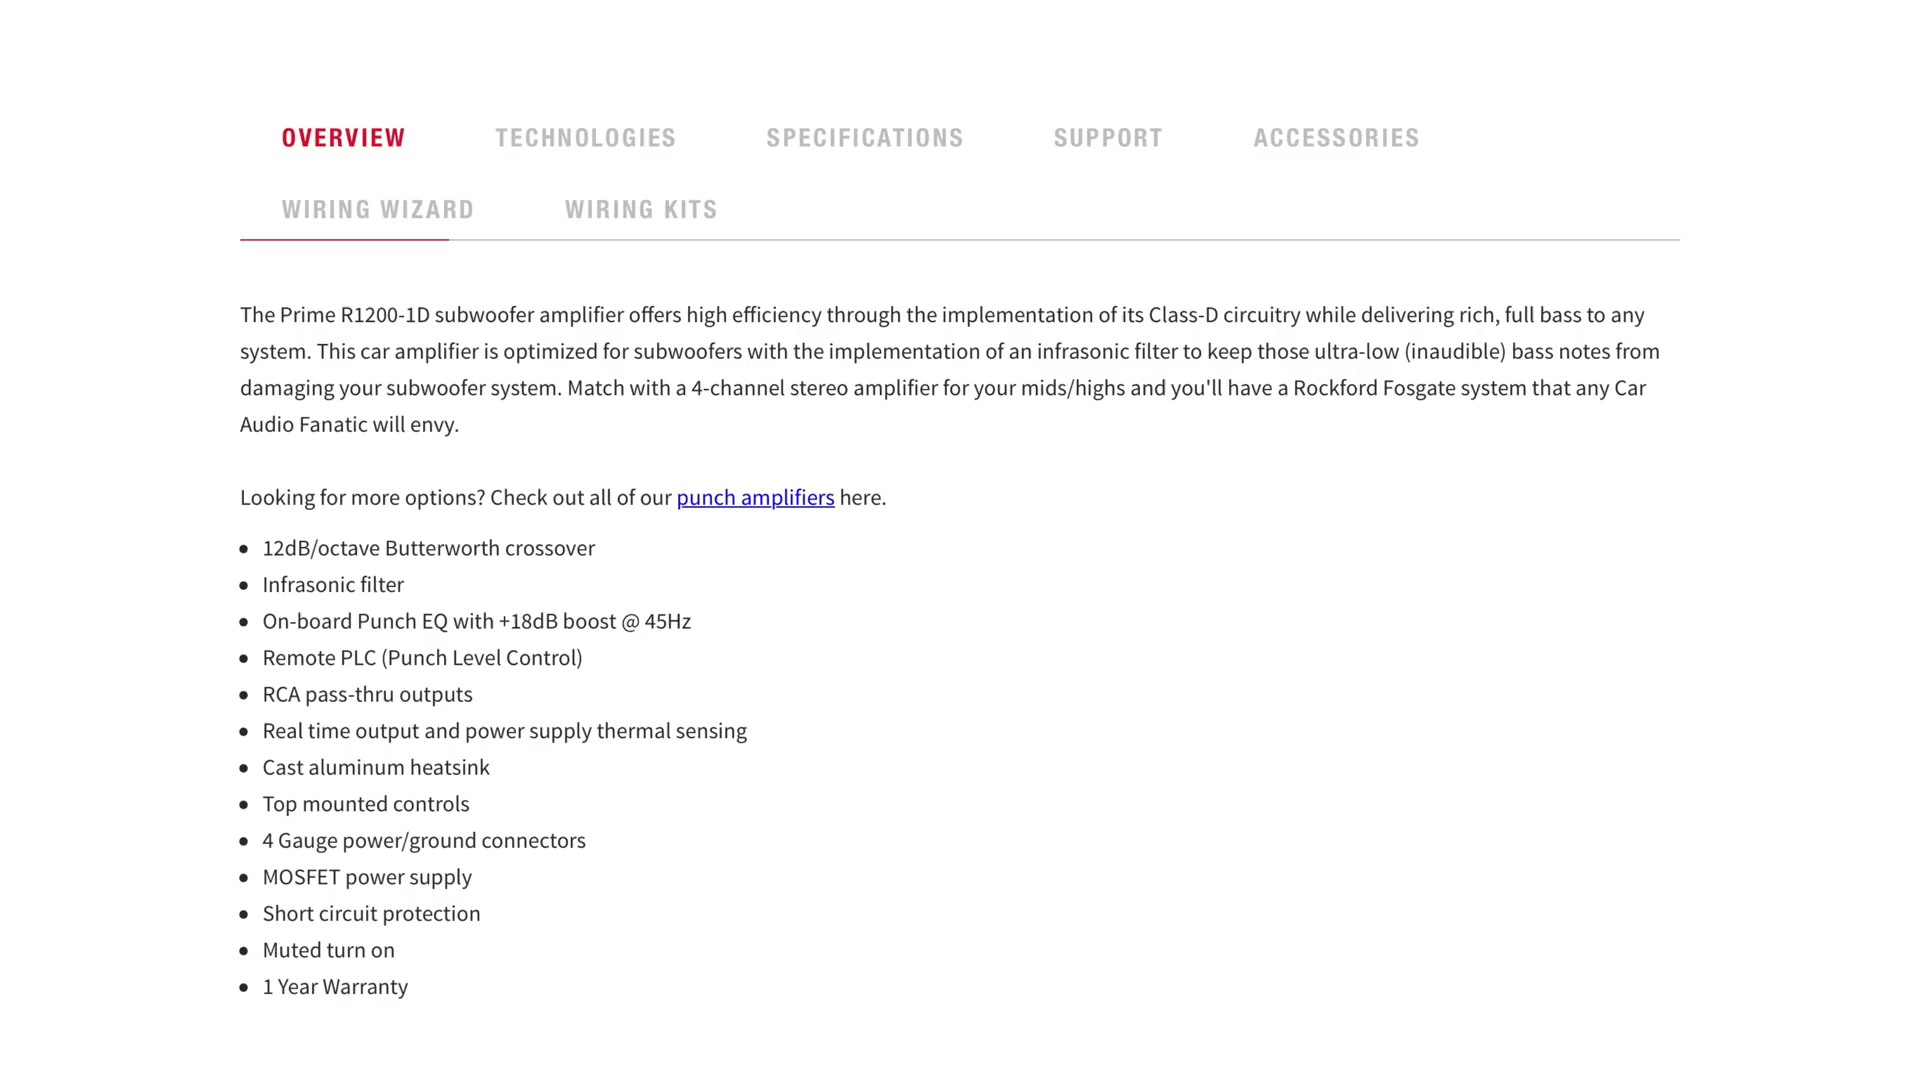 OVERVIEW TECHNOLOGIES SPECIFICATIONS SUPPORT ACCESSORIES
WIRING WIZARD WIRING KITS
The Prime R1200-1D subwoofer amplifier offers high efficiency through the implementation of its Class-D circuitry while delivering rich, full bass to any
system. This car amplifier is optimized for subwoofers with the implementation of an infrasonic filter to keep those ultra-low (inaudible) bass notes from
damaging your subwoofer system. Match with a 4-channel stereo amplifier for your mids/highs and you'll have a Rockford Fosgate system that any Car
Audio Fanatic will envy.
Looking for more options? Check out all of our punch amplifiers here.
• 12dB/octave Butterworth crossover
• Infrasonic filter
• On-board Punch EQ with +18dB boost @ 45Hz
• Remote PLC (Punch Level Control)
• RCA pass-thru outputs
• Real time output and power supply thermal sensing
• Cast aluminum heatsink
• Top mounted controls
• 4 Gauge power/ground connectors
• MOSFET power supply
• Short circuit protection
• Muted turn on
• 1 Year Warranty